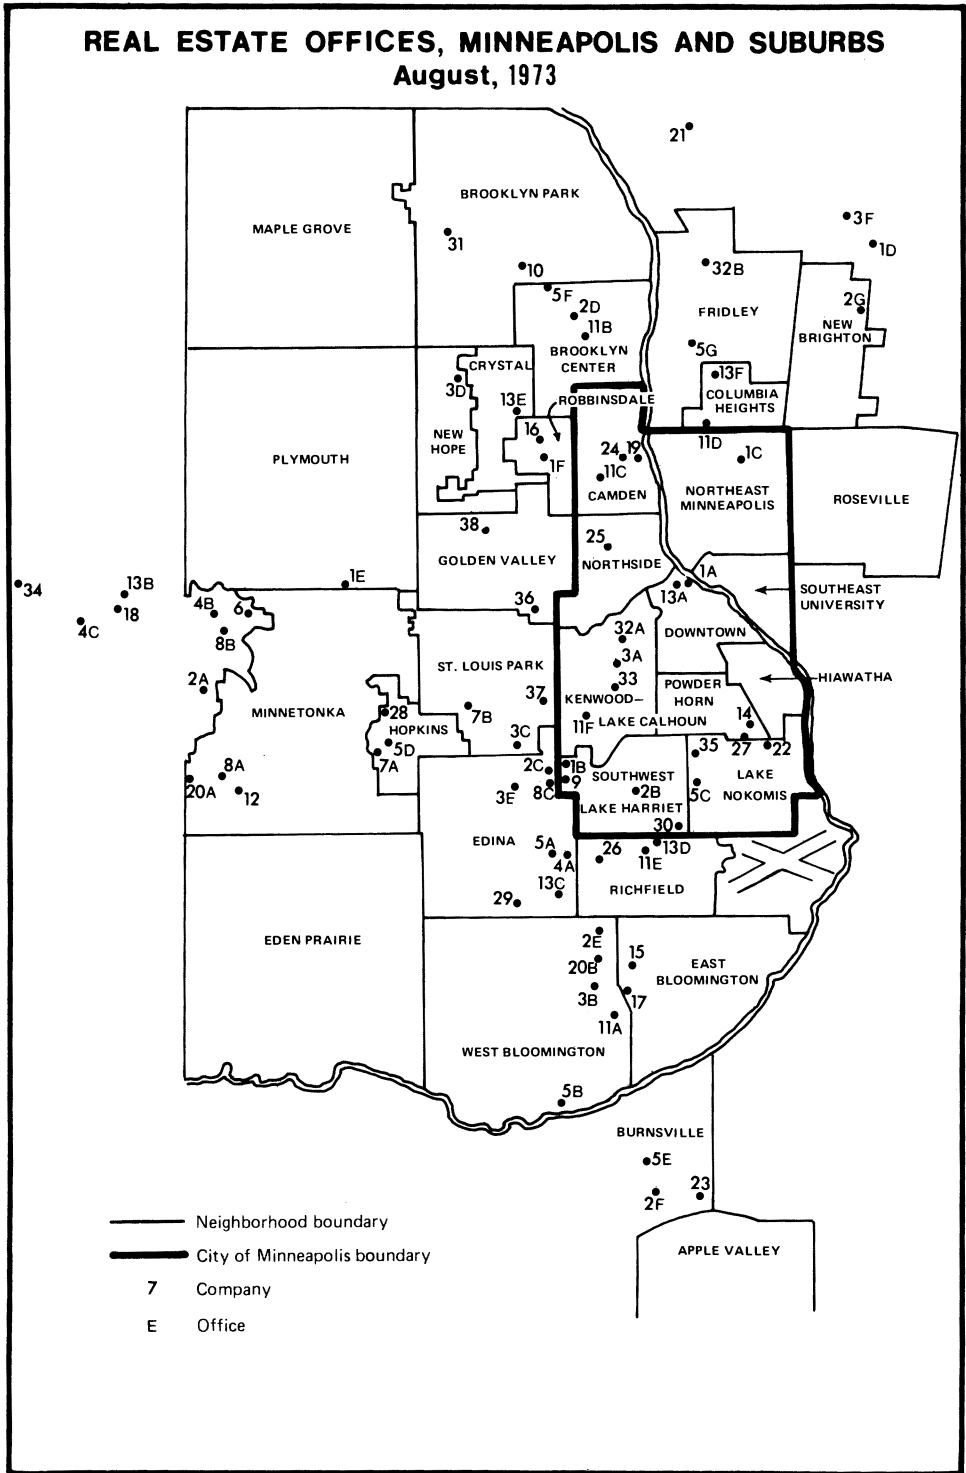 REAL ESTATE OFFICES, MINNEAPOLIS AND SUBURBS
August, 1973
21
BROOKLYN PARK
MAPLE GROVE
3F
31
1D
10
32B
5F
2D
2G
FRIDLEY
11B
NEW
BRIGHTON
5G
BROOKLYN
CENTER
CRYSTAL
13F
3D
COLUMBIA
HEIGHTS
13E
ROBBINSDALE
16
NEW
HOPE
11D
24
19
1C
PLYMOUTH
1F
11C
CAMDEN
NORTHEAST
MINNEAPOLIS
ROSEVILLE
38
25
GOLDEN VALLEY
NORTHSIDE
1E
1A
34
13B
13A
SOUTHEAST
UNIVERSITY
4B
6
36
18
4C
8B
32A
DOWNTOWN
3A
ST. LOUIS PARK
2A
33
HIAWATHA
37
KENWOOD–
LAKE CALHOUN
POWDER
HORN
MINNETONKA
28
7B
HOPKINS
11F
14
3C
5D
27
22
7A
35
2C
1B
8A
SOUTHWEST
LAKE HARRIET
LAKE
NOKOMIS
20A
12
3E
8C
9
2B
5C
30
EDINA
5A
4A
26
11E
13D
13C
RICHFIELD
29
EDEN PRAIRIE
2E
15
20B
EAST
BLOOMINGTON
3B
17
11A
WEST BLOOMINGTON
5B
BURNSVILLE
5E
2F
23
APPLE VALLEY
Neighborhood boundary
City of Minneapolis boundary
7 Company
E Office